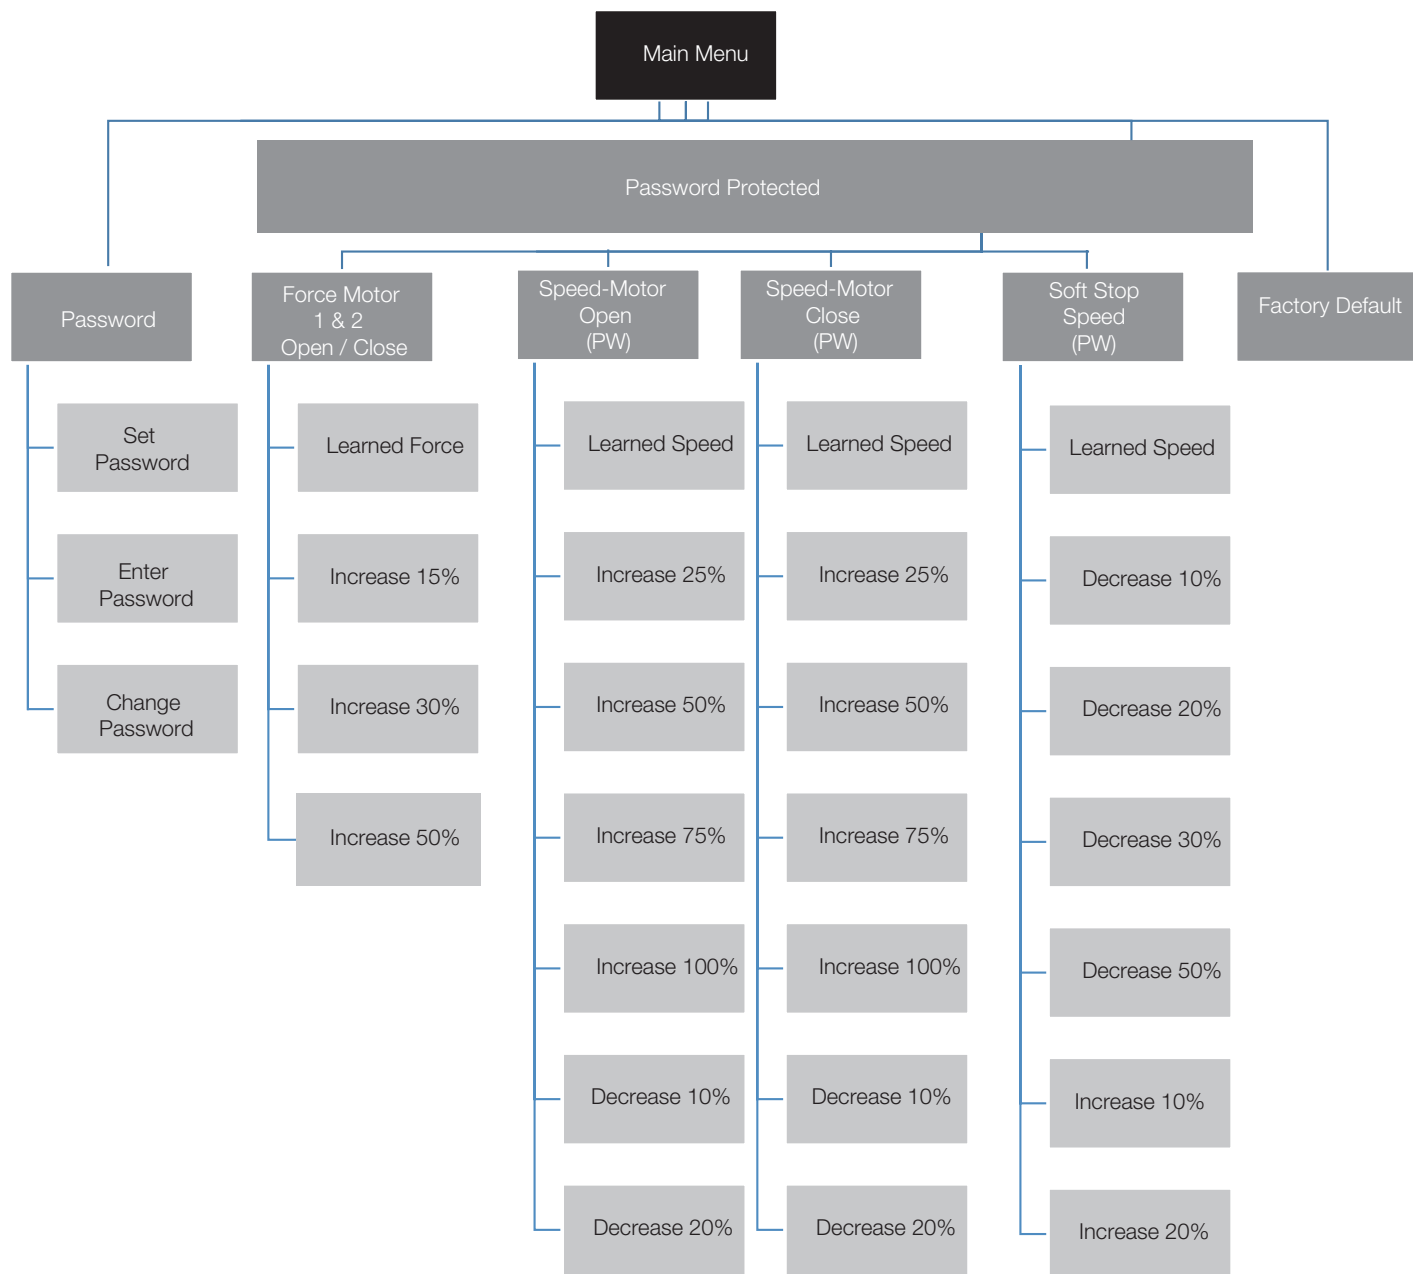 Main Menu
Password Protected
Password
Force Motor
1 & 2
Open / Close
Speed-Motor
Open
(PW)
Speed-Motor
Close
(PW)
Soft Stop
Speed
(PW)
Factory Default
Set
Password
Enter
Password
Change
Password
Learned Force
Increase 15%
Increase 30%
Increase 50%
Learned Speed
Increase 25%
Increase 50%
Increase 75%
Increase 100%
Decrease 10%
Decrease 20%
Learned Speed
Increase 25%
Increase 50%
Increase 75%
Increase 100%
Decrease 10%
Decrease 20%
Learned Speed
Decrease 10%
Decrease 20%
Decrease 30%
Decrease 50%
Increase 10%
Increase 20%